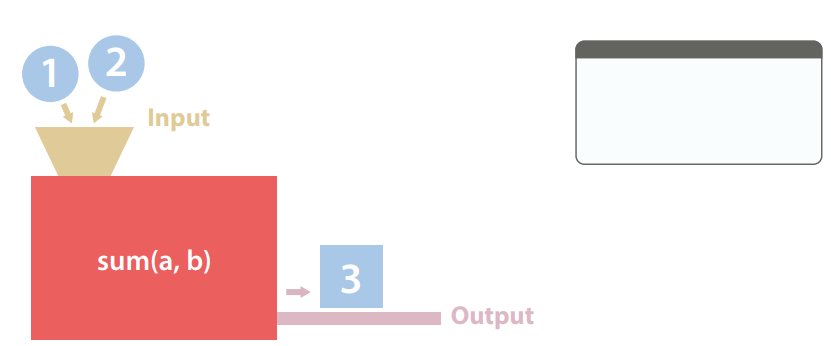 1
2
Input
sum(a, b)
3
Output